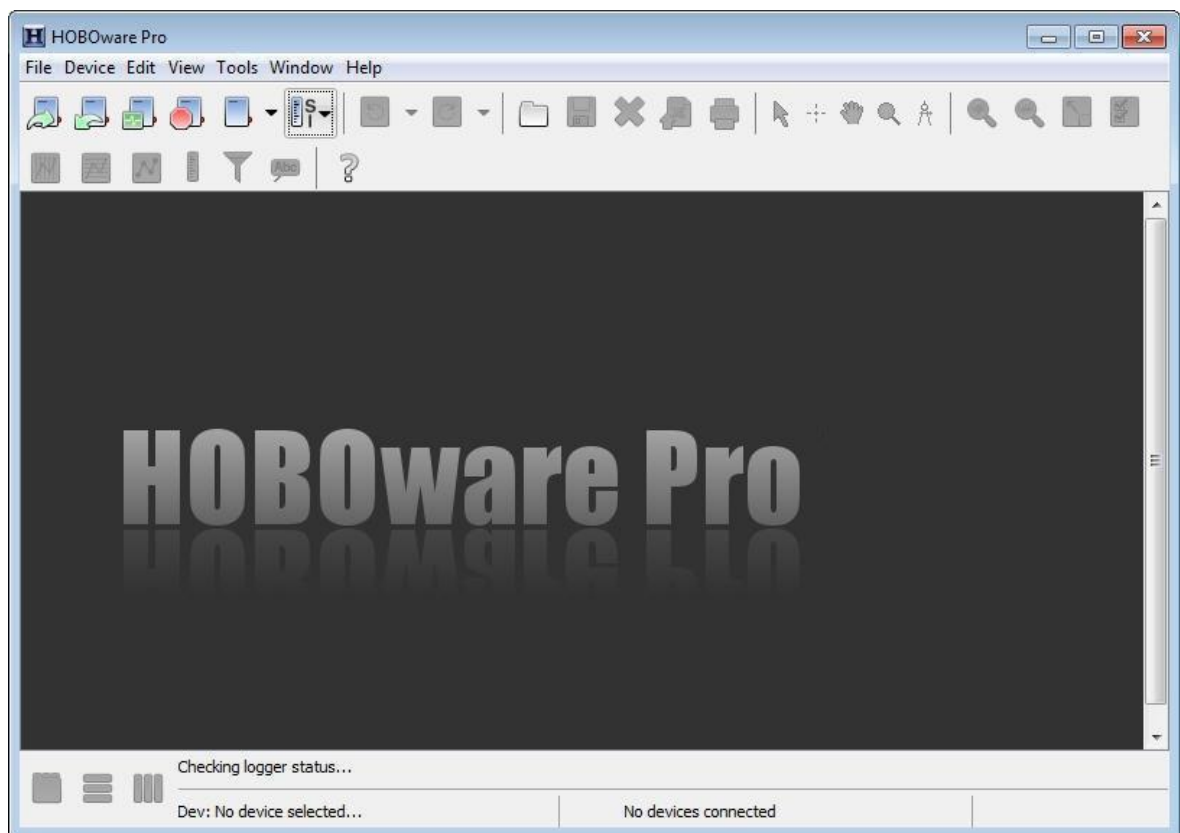 H HOBOware Pro
File Device Edit View Tools Window Help
S
I
Abc
?
HOBOware Pro
Checking logger status...
Dev: No device selected...
No devices connected